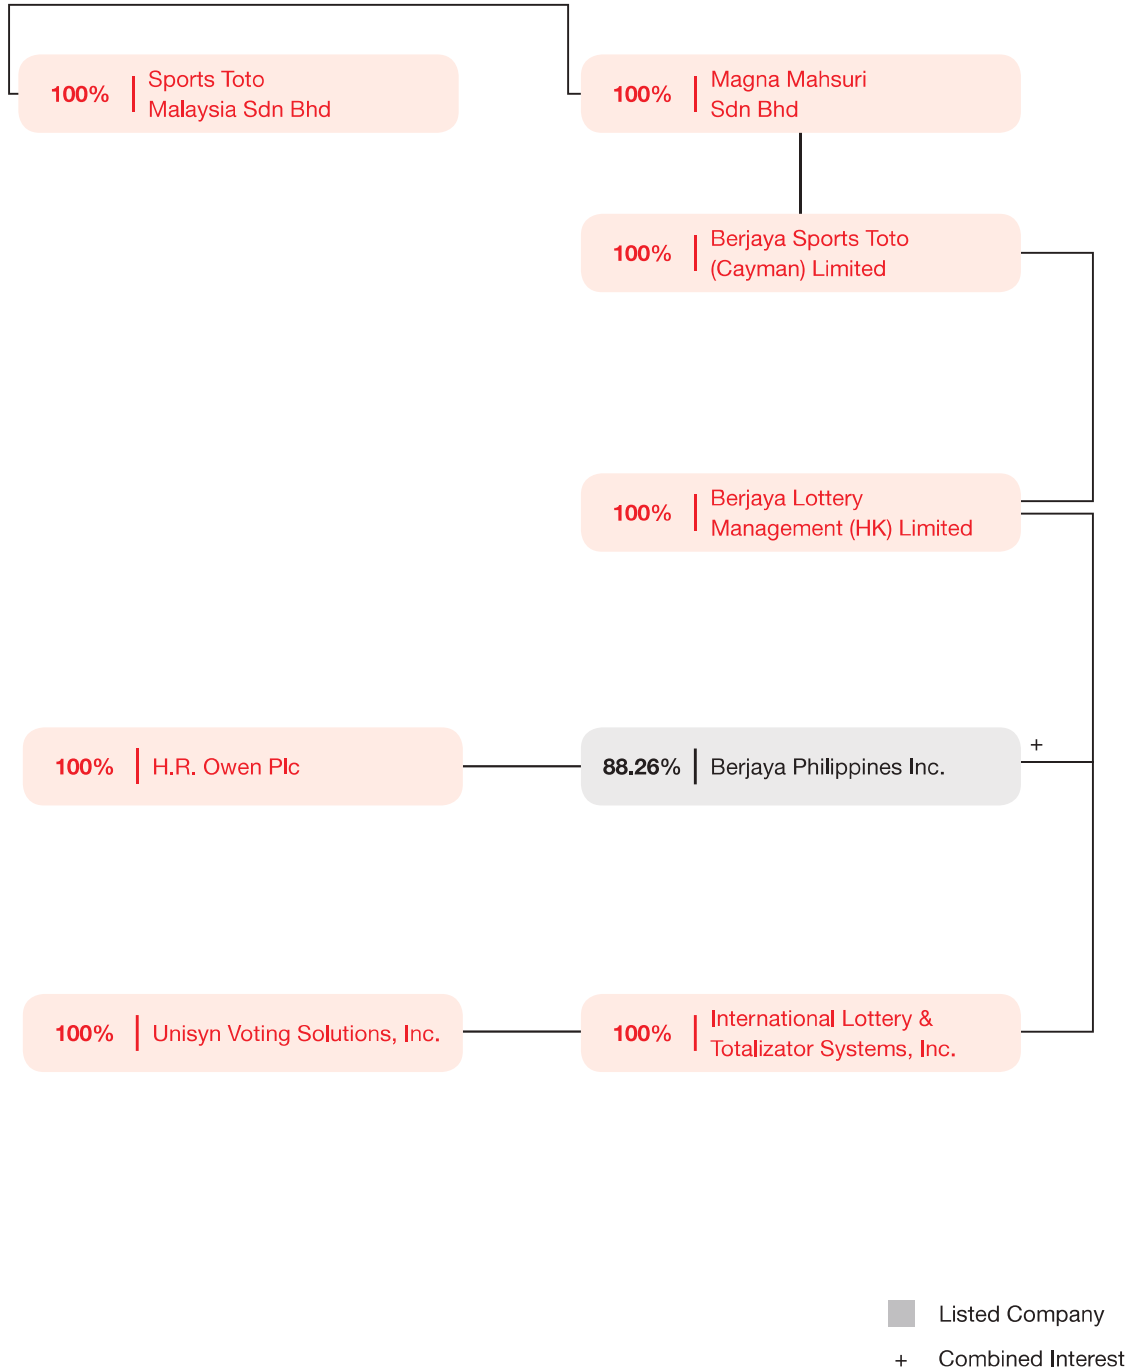 100%
Sports Toto
Malaysia Sdn Bhd
100%
Magna Mahsuri
Sdn Bhd
100%
Berjaya Sports Toto
(Cayman) Limited
100%
Berjaya Lottery
Management (HK) Limited
100%
H.R. Owen Plc
88.26%
Berjaya Philippines Inc.
+
100%
Unisyn Voting Solutions, Inc.
100%
International Lottery &
Totalizator Systems, Inc.
Listed Company
+ Combined Interest